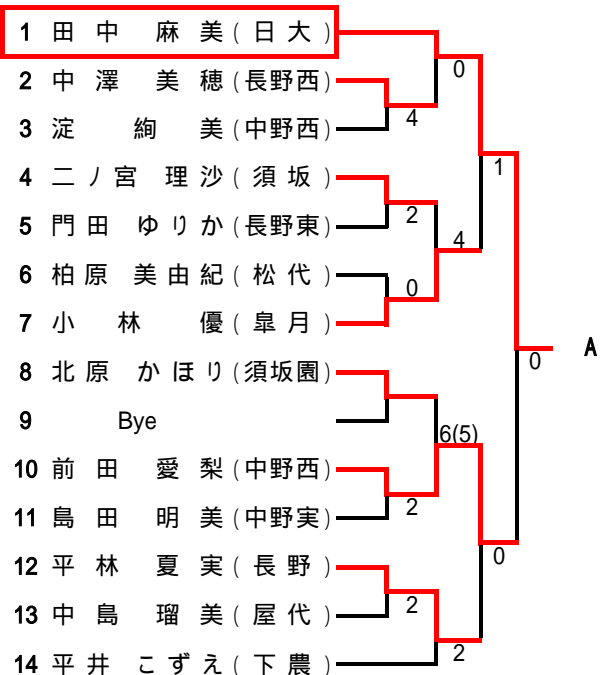 1 田中 麻美(日大)
2 中澤 美穂(長野西)
3 淀 絢美(中野西)
4 二ノ宮 理沙(須坂)
5 門田 ゆりか(長野東)
6 柏原 美由紀(松代)
7 小林 優(皐月)
8 北原 かほり(須坂園)
9 Bye
10 前田 愛梨(中野西)
11 島田 明美(中野実)
12 平林 夏実(長野)
13 中島 瑠美(屋代)
14 平井 こずえ(下農)
0
4
1
2
4
0
0
A
6(5)
2
0
2
2